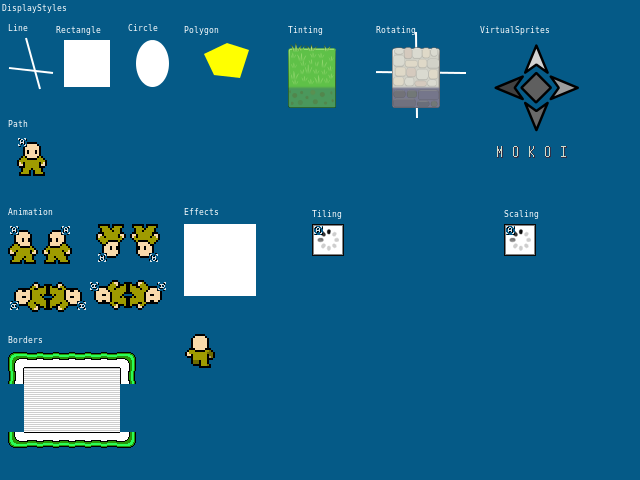 DisplayStyles
Line
Rectangle
Circle
Polygon
Tinting
Rotating
VirtualSprites
MOKOI
Path
Animation
Effects
Tiling
Scaling
Borders